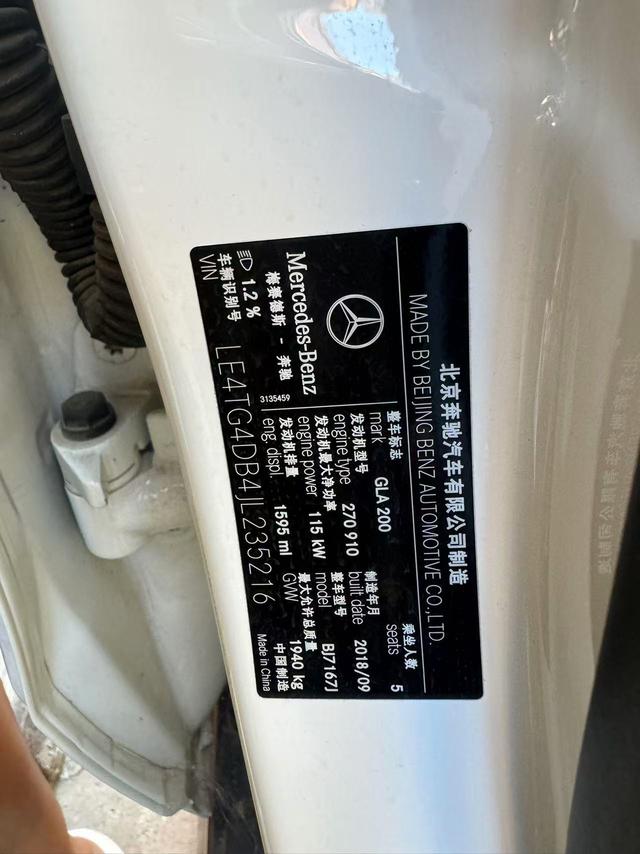 北京奔驰汽车有限公司制造
MADE BY BEIJING BENZ AUTOMOTIVE CO.,LTD.
整车标志 乘坐人数
mark GLA 200 seats 5
发动机型号 制造年月
engine type 270 910 built date 2018/09
发动机最大净功率 整车型号
engine power 115 kW model BJ7167J
发动机排量 最大允许总质量
eng. displ. 1595 ml GVW 1940 kg
Mercedes-Benz
梅赛德斯 - 奔驰
3135459
1.2 %
中国制造
Made in China
车辆识别号
VIN LE4TG4DB4JL235216